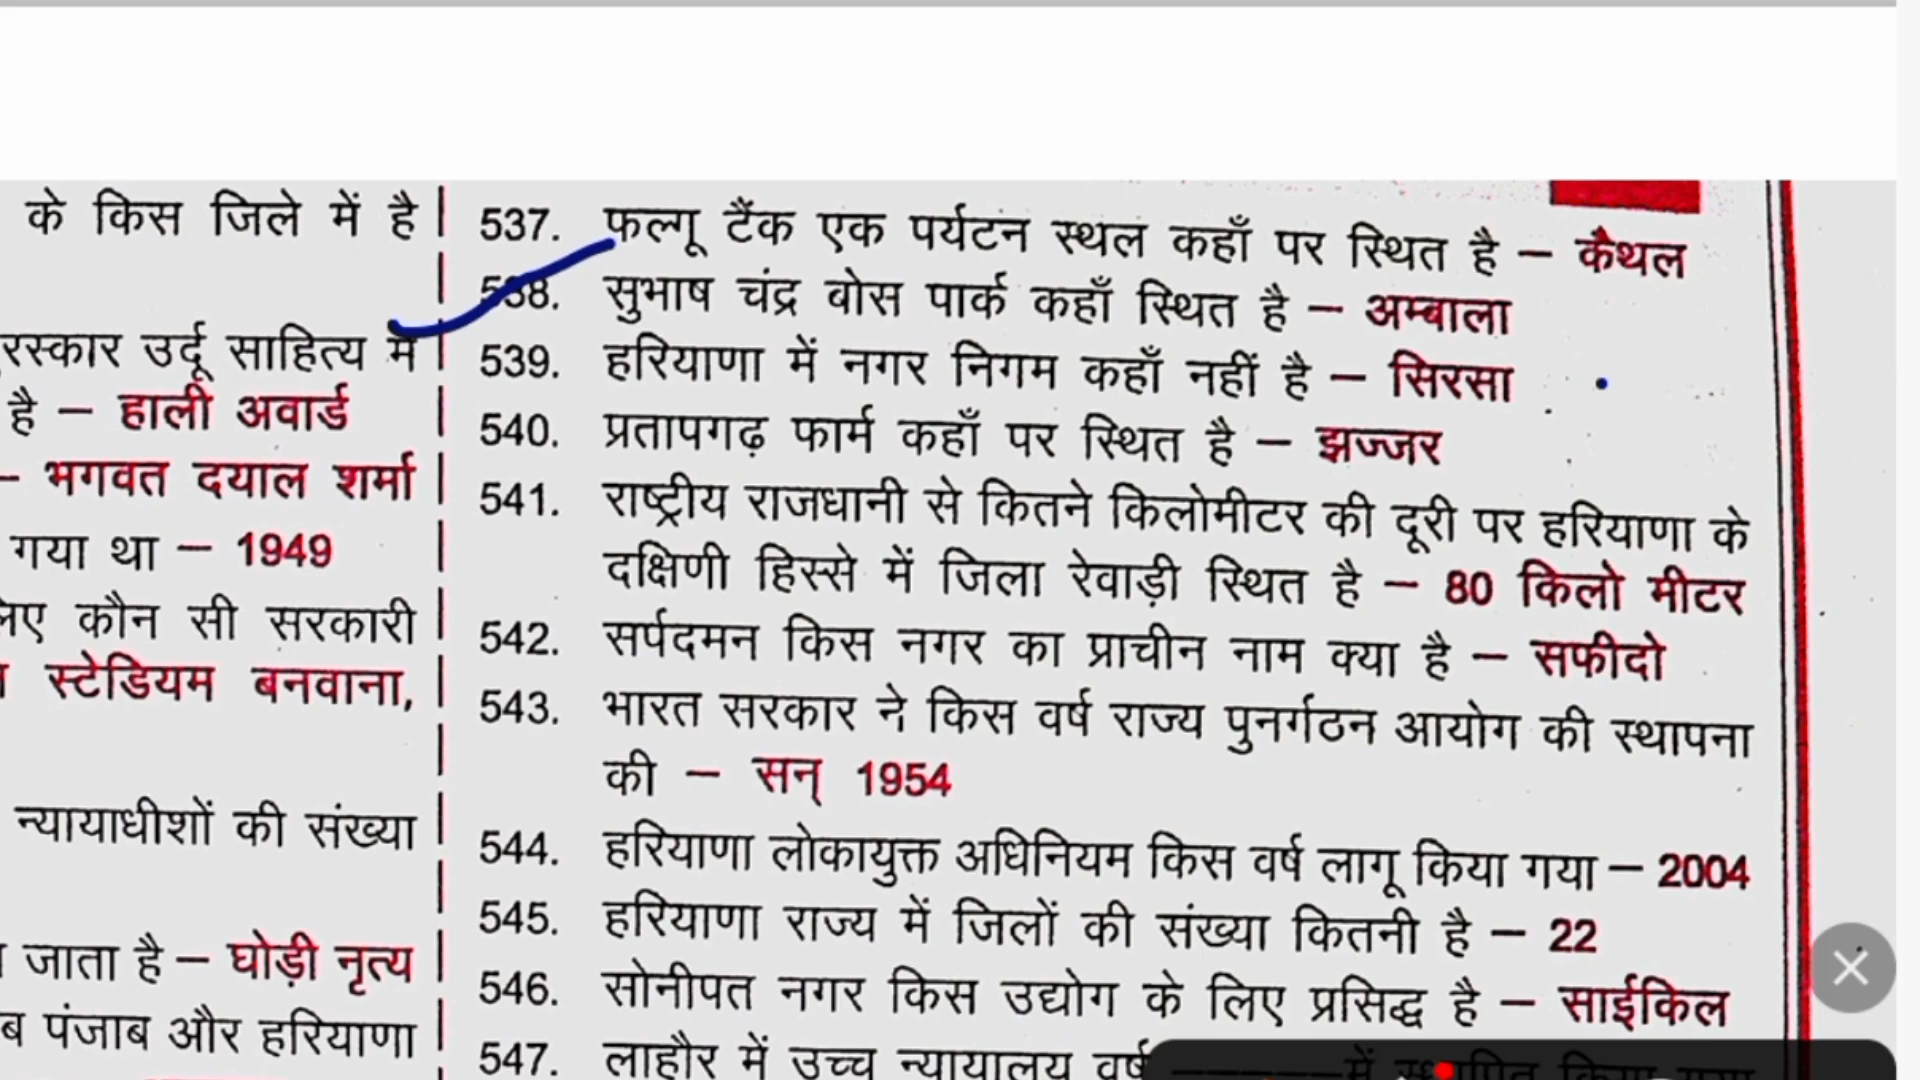 के किस जिले में है
रस्कार उर्दू साहित्य में
है – हाली अवार्ड
– भगवत दयाल शर्मा
गया था – 1949
लिए कौन सी सरकारी
स्टेडियम बनवाना,
न्यायाधीशों की संख्या
जाता है – घोड़ी नृत्य
ब पंजाब और हरियाणा
537. फल्गू टैंक एक पर्यटन स्थल कहाँ पर स्थित है – कैथल
538. सुभाष चंद्र बोस पार्क कहाँ स्थित है – अम्बाला
539. हरियाणा में नगर निगम कहाँ नहीं है – सिरसा
540. प्रतापगढ़ फार्म कहाँ पर स्थित है – झज्जर
541. राष्ट्रीय राजधानी से कितने किलोमीटर की दूरी पर हरियाणा के
दक्षिणी हिस्से में जिला रेवाड़ी स्थित है – 80 किलो मीटर
542. सर्पदमन किस नगर का प्राचीन नाम क्या है – सफीदो
543. भारत सरकार ने किस वर्ष राज्य पुनर्गठन आयोग की स्थापना
की – सन् 1954
544. हरियाणा लोकायुक्त अधिनियम किस वर्ष लागू किया गया – 2004
545. हरियाणा राज्य में जिलों की संख्या कितनी है – 22
546. सोनीपत नगर किस उद्योग के लिए प्रसिद्ध है – साईकिल
547. लाहौर में उच्च न्यायालय वर्ष ______में स्थापित किया गया